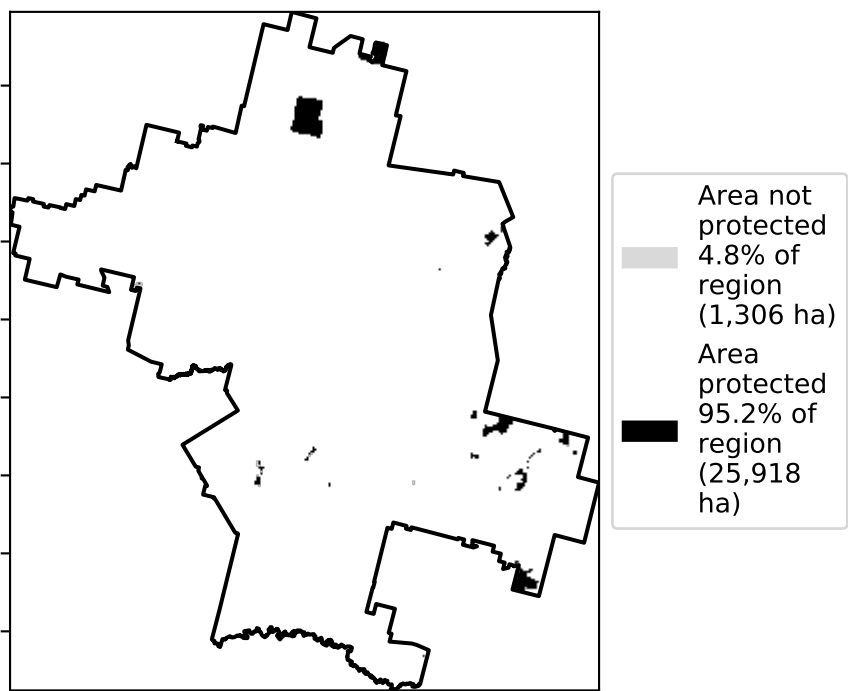 Area not
protected
4.8% of
region
(1,306 ha)
Area
protected
95.2% of
region
(25,918
ha)